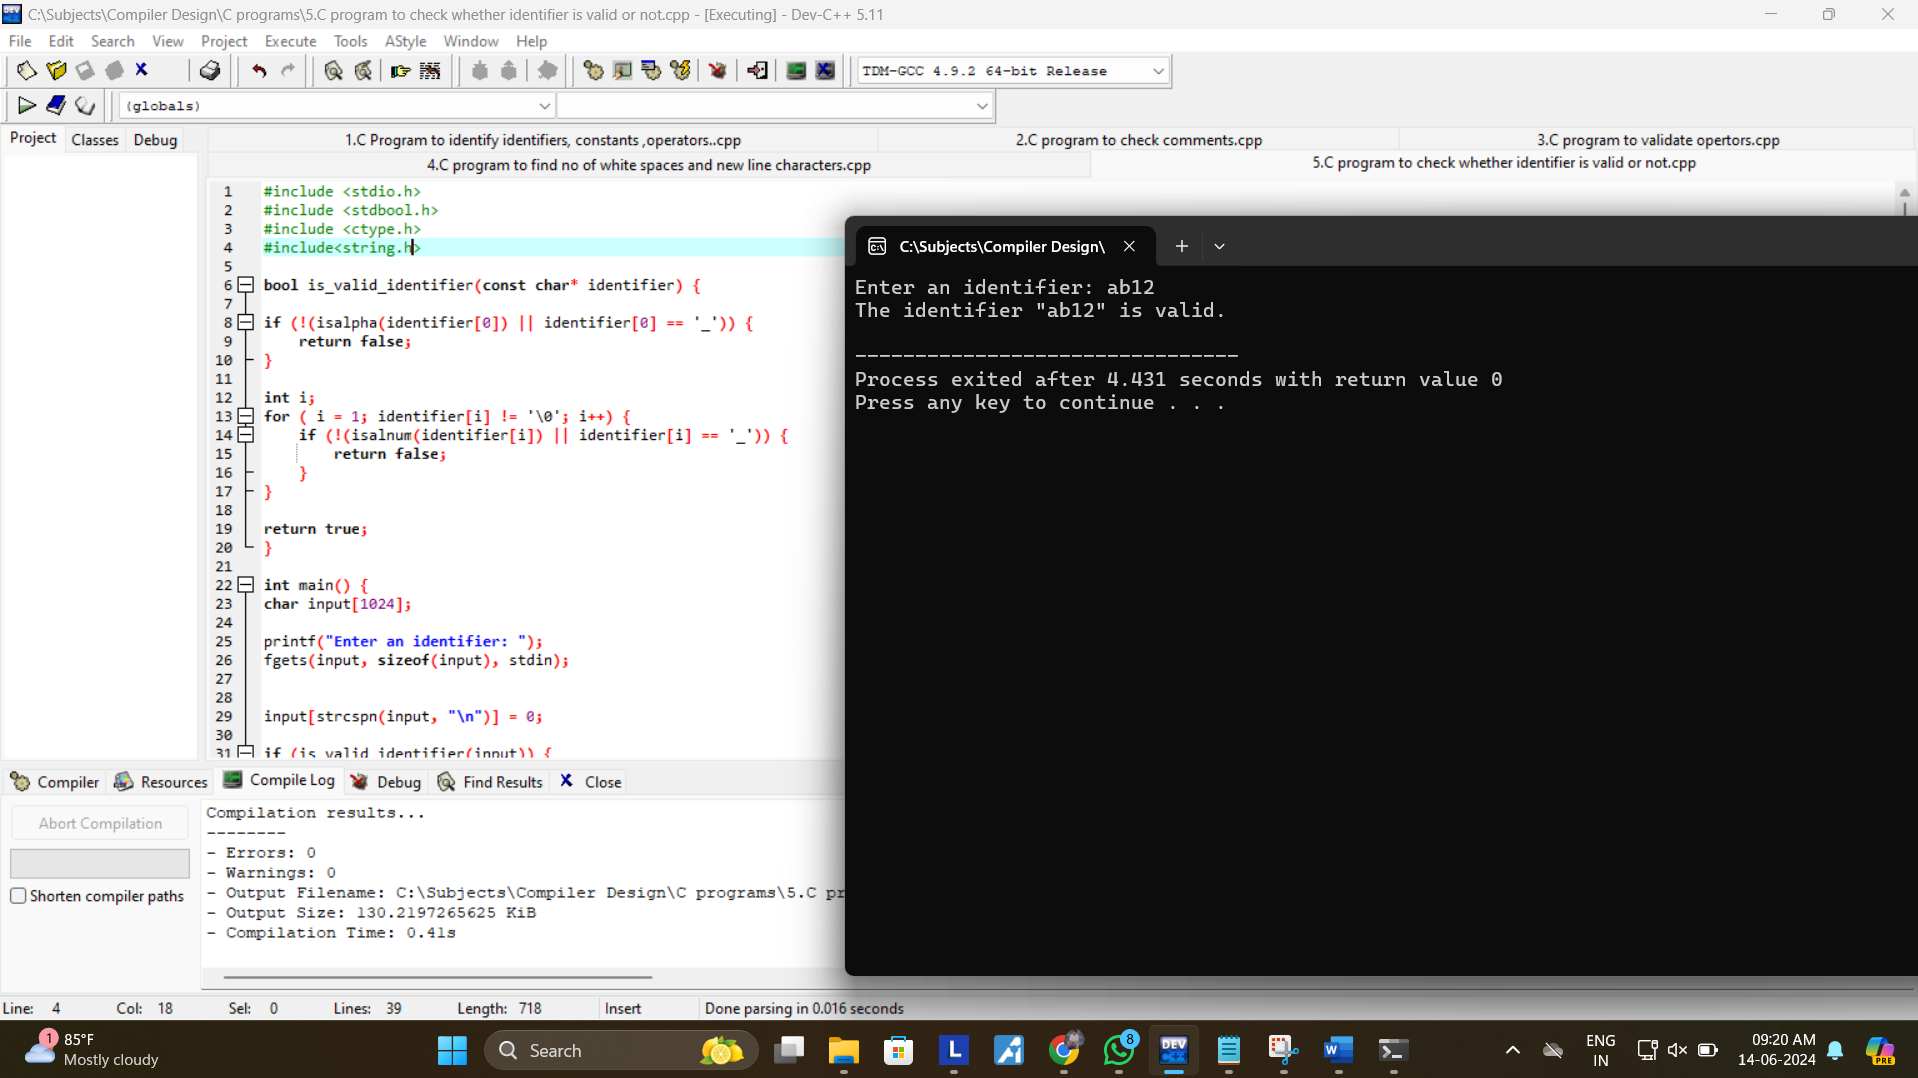 C:\Subjects\Compiler Design\C programs\5.C program to check whether identifier is valid or not.cpp - [Executing] - Dev-C++ 5.11
File Edit Search View Project Execute Tools AStyle Window Help
TDM-GCC 4.9.2 64-bit Release
(globals)
Project Classes Debug
1.C Program to identify identifiers, constants ,operators..cpp
2.C program to check comments.cpp
3.C program to validate opertors.cpp
4.C program to find no of white spaces and new line characters.cpp
5.C program to check whether identifier is valid or not.cpp
1 #include <stdio.h>
2 #include <stdbool.h>
3 #include <ctype.h>
4 #include<string.h>
5
6 bool is_valid_identifier(const char* identifier) {
7
8 if (!(isalpha(identifier[0]) || identifier[0] == '_')) {
9 return false;
10 }
11
12 int i;
13 for ( i = 1; identifier[i] != '\0'; i++) {
14 if (!(isalnum(identifier[i]) || identifier[i] == '_')) {
15 return false;
16 }
17 }
18
19 return true;
20 }
21
22 int main() {
23 char input[1024];
24
25 printf("Enter an identifier: ");
26 fgets(input, sizeof(input), stdin);
27
28
29 input[strcspn(input, "\n")] = 0;
30
31 if (is_valid_identifier(input)) {
C:\Subjects\Compiler Design\
Enter an identifier: ab12
The identifier "ab12" is valid.
--------------------------------
Process exited after 4.431 seconds with return value 0
Press any key to continue . . .
Compiler Resources Compile Log Debug Find Results Close
Abort Compilation
Shorten compiler paths
Compilation results...
--------
- Errors: 0
- Warnings: 0
- Output Filename: C:\Subjects\Compiler Design\C programs\5.C pr
- Output Size: 130.2197265625 KiB
- Compilation Time: 0.41s
Line: 4 Col: 18 Sel: 0 Lines: 39 Length: 718 Insert Done parsing in 0.016 seconds
1
85°F
Mostly cloudy
Search
L
8
DEV
ENG
IN
09:20 AM
14-06-2024
PRE